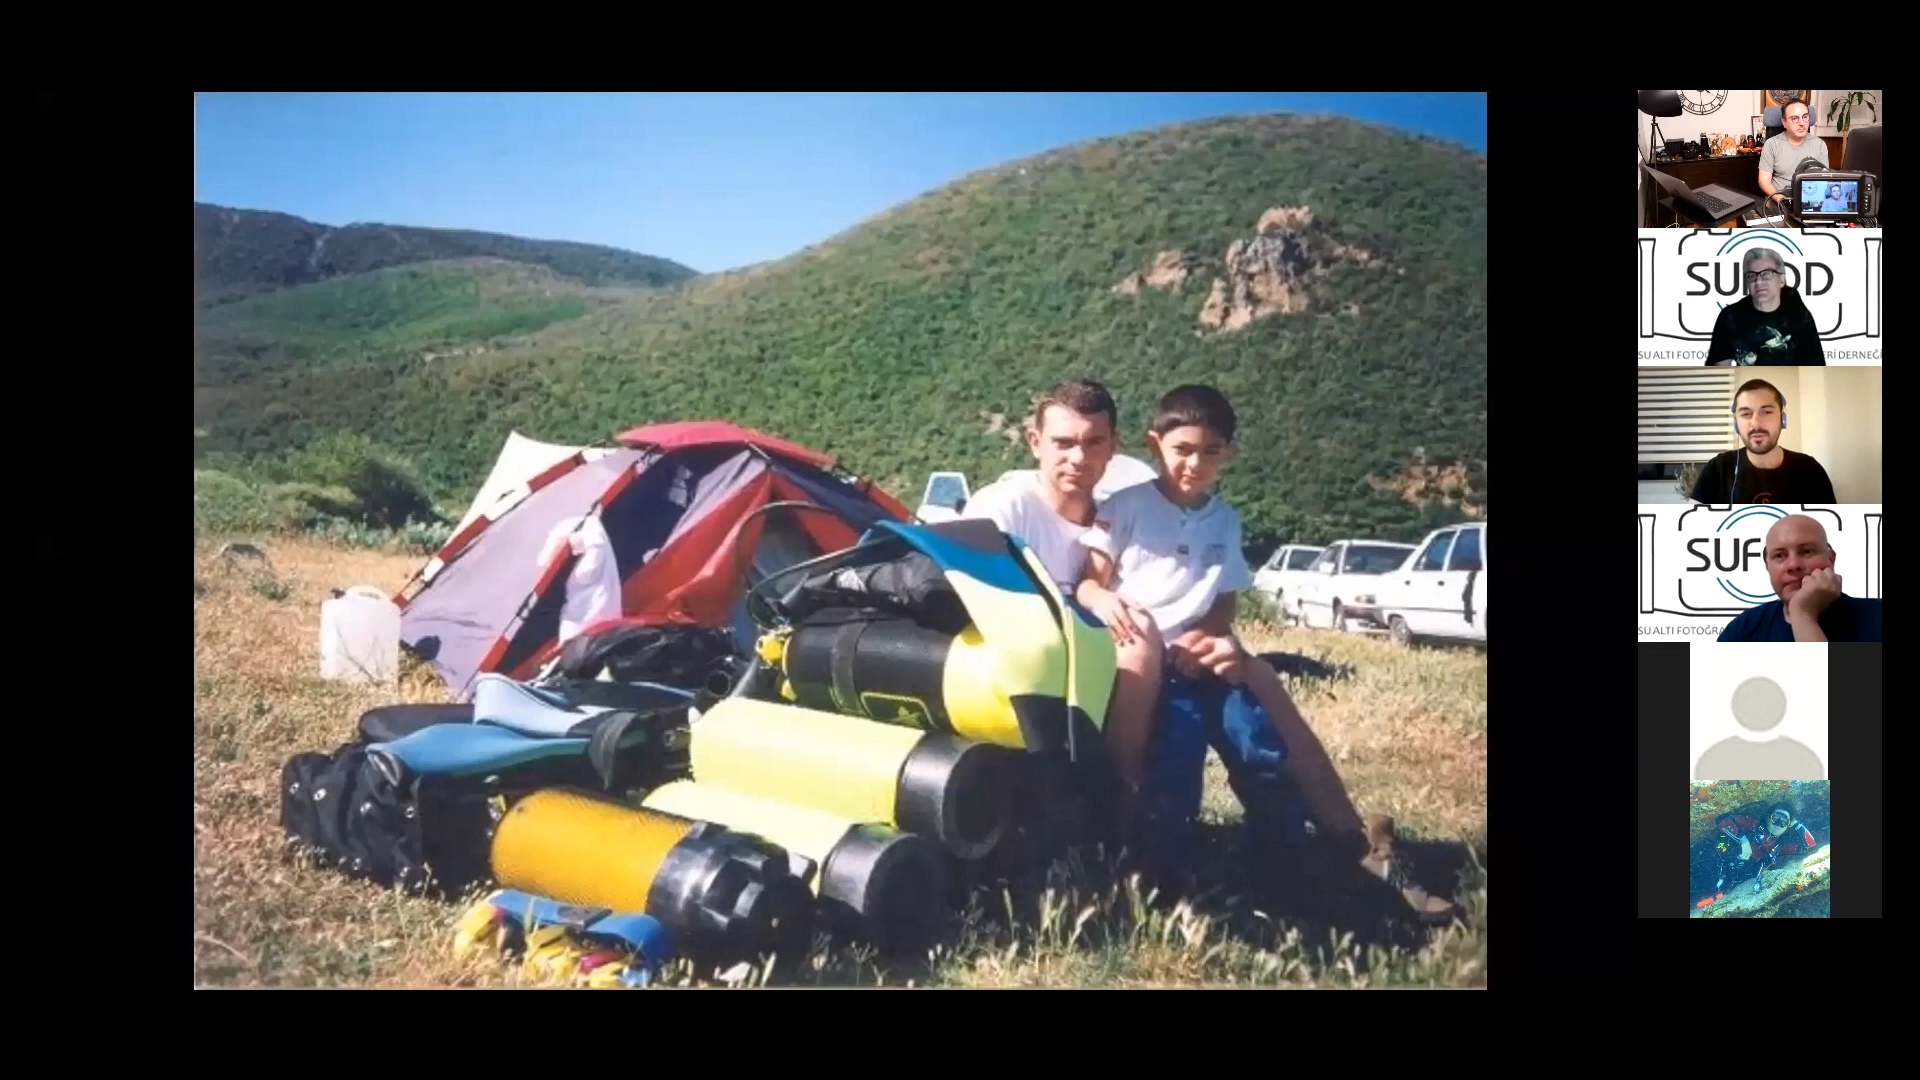 SUFOD
SU ALTI FOTOĞ
ERİ DERNEĞİ
SUF
SU ALTI FOTOĞRA